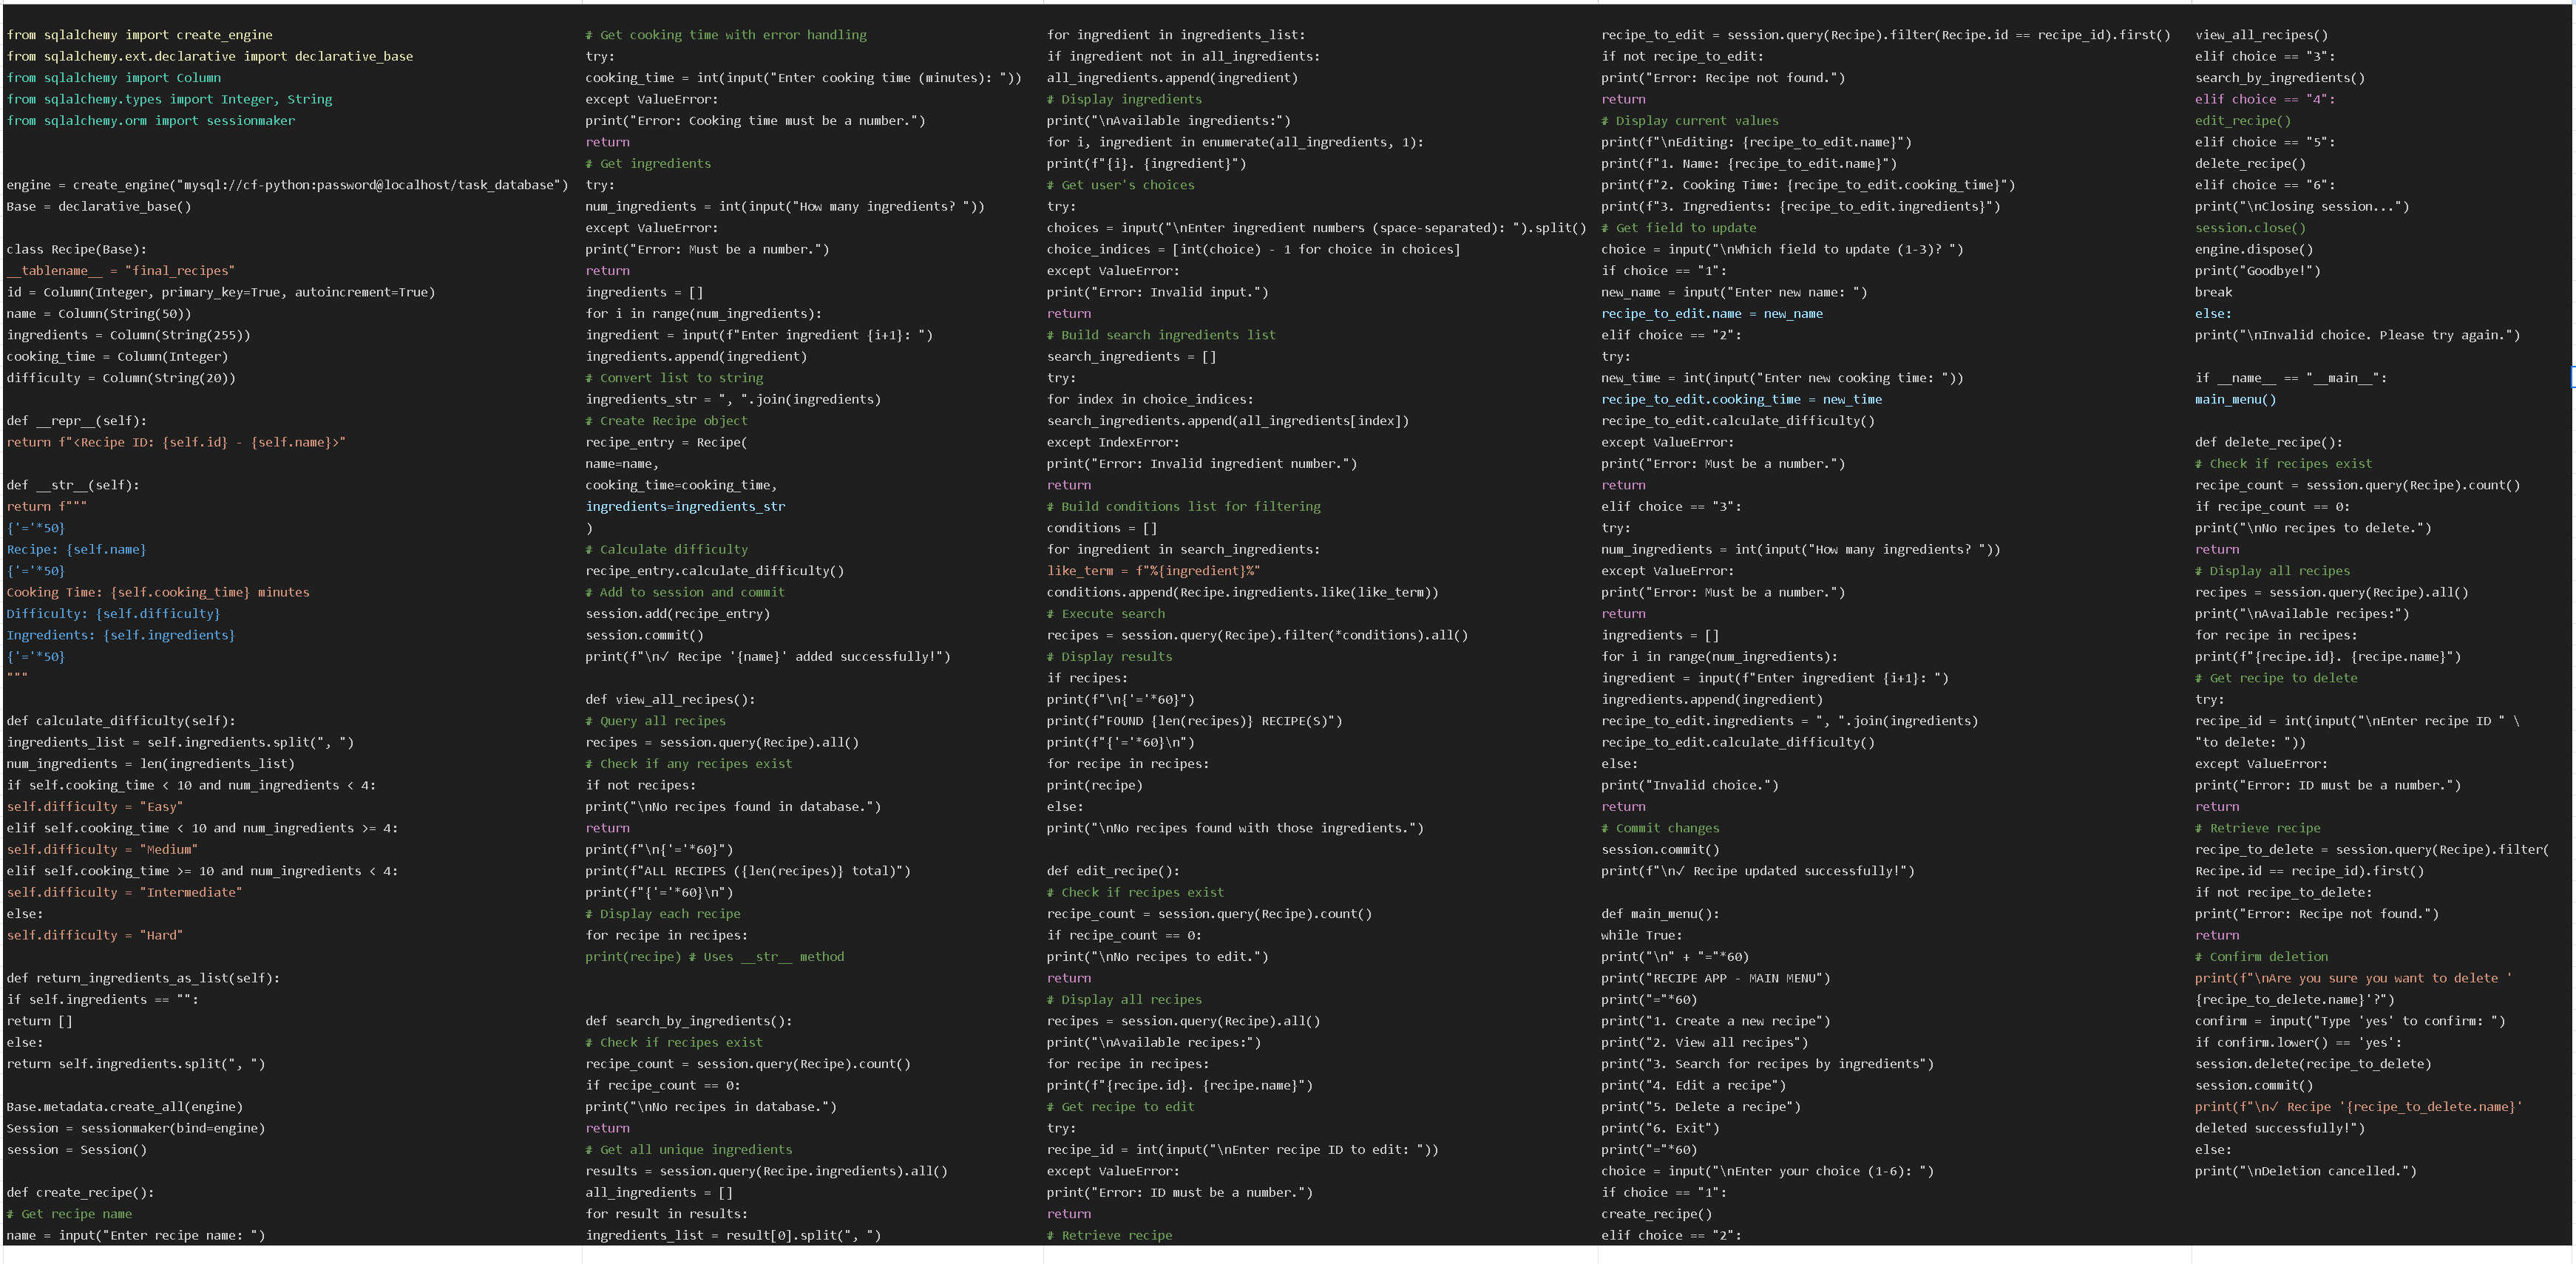 from sqlalchemy import create_engine
from sqlalchemy.ext.declarative import declarative_base
from sqlalchemy import Column
from sqlalchemy.types import Integer, String
from sqlalchemy.orm import sessionmaker
engine = create_engine("mysql://cf-python:password@localhost/task_database")
Base = declarative_base()
class Recipe(Base):
__tablename__ = "final_recipes"
id = Column(Integer, primary_key=True, autoincrement=True)
name = Column(String(50))
ingredients = Column(String(255))
cooking_time = Column(Integer)
difficulty = Column(String(20))
def __repr__(self):
return f"<Recipe ID: {self.id} - {self.name}>"
def __str__(self):
return f"""
{'='*50}
Recipe: {self.name}
{'='*50}
Cooking Time: {self.cooking_time} minutes
Difficulty: {self.difficulty}
Ingredients: {self.ingredients}
{'='*50}
"""
def calculate_difficulty(self):
ingredients_list = self.ingredients.split(", ")
num_ingredients = len(ingredients_list)
if self.cooking_time < 10 and num_ingredients < 4:
self.difficulty = "Easy"
elif self.cooking_time < 10 and num_ingredients >= 4:
self.difficulty = "Medium"
elif self.cooking_time >= 10 and num_ingredients < 4:
self.difficulty = "Intermediate"
else:
self.difficulty = "Hard"
def return_ingredients_as_list(self):
if self.ingredients == "":
return []
else:
return self.ingredients.split(", ")
Base.metadata.create_all(engine)
Session = sessionmaker(bind=engine)
session = Session()
def create_recipe():
# Get recipe name
name = input("Enter recipe name: ")
# Get cooking time with error handling
try:
cooking_time = int(input("Enter cooking time (minutes): "))
except ValueError:
print("Error: Cooking time must be a number.")
return
# Get ingredients
try:
num_ingredients = int(input("How many ingredients? "))
except ValueError:
print("Error: Must be a number.")
return
ingredients = []
for i in range(num_ingredients):
ingredient = input(f"Enter ingredient {i+1}: ")
ingredients.append(ingredient)
# Convert list to string
ingredients_str = ", ".join(ingredients)
# Create Recipe object
recipe_entry = Recipe(
name=name,
cooking_time=cooking_time,
ingredients=ingredients_str
)
# Calculate difficulty
recipe_entry.calculate_difficulty()
# Add to session and commit
session.add(recipe_entry)
session.commit()
print(f"\n✓ Recipe '{name}' added successfully!")
def view_all_recipes():
# Query all recipes
recipes = session.query(Recipe).all()
# Check if any recipes exist
if not recipes:
print("\nNo recipes found in database.")
return
print(f"\n{'='*60}")
print(f"ALL RECIPES ({len(recipes)} total)")
print(f"{'='*60}\n")
# Display each recipe
for recipe in recipes:
print(recipe) # Uses __str__ method
def search_by_ingredients():
# Check if recipes exist
recipe_count = session.query(Recipe).count()
if recipe_count == 0:
print("\nNo recipes in database.")
return
# Get all unique ingredients
results = session.query(Recipe.ingredients).all()
all_ingredients = []
for result in results:
ingredients_list = result[0].split(", ")
for ingredient in ingredients_list:
if ingredient not in all_ingredients:
all_ingredients.append(ingredient)
# Display ingredients
print("\nAvailable ingredients:")
for i, ingredient in enumerate(all_ingredients, 1):
print(f"{i}. {ingredient}")
# Get user's choices
try:
choices = input("\nEnter ingredient numbers (space-separated): ").split()
choice_indices = [int(choice) - 1 for choice in choices]
except ValueError:
print("Error: Invalid input.")
return
# Build search ingredients list
search_ingredients = []
try:
for index in choice_indices:
search_ingredients.append(all_ingredients[index])
except IndexError:
print("Error: Invalid ingredient number.")
return
# Build conditions list for filtering
conditions = []
for ingredient in search_ingredients:
like_term = f"%{ingredient}%"
conditions.append(Recipe.ingredients.like(like_term))
# Execute search
recipes = session.query(Recipe).filter(*conditions).all()
# Display results
if recipes:
print(f"\n{'='*60}")
print(f"FOUND {len(recipes)} RECIPE(S)")
print(f"{'='*60}\n")
for recipe in recipes:
print(recipe)
else:
print("\nNo recipes found with those ingredients.")
def edit_recipe():
# Check if recipes exist
recipe_count = session.query(Recipe).count()
if recipe_count == 0:
print("\nNo recipes to edit.")
return
# Display all recipes
recipes = session.query(Recipe).all()
print("\nAvailable recipes:")
for recipe in recipes:
print(f"{recipe.id}. {recipe.name}")
# Get recipe to edit
try:
recipe_id = int(input("\nEnter recipe ID to edit: "))
except ValueError:
print("Error: ID must be a number.")
return
# Retrieve recipe
recipe_to_edit = session.query(Recipe).filter(Recipe.id == recipe_id).first()
if not recipe_to_edit:
print("Error: Recipe not found.")
return
# Display current values
print(f"\nEditing: {recipe_to_edit.name}")
print(f"1. Name: {recipe_to_edit.name}")
print(f"2. Cooking Time: {recipe_to_edit.cooking_time}")
print(f"3. Ingredients: {recipe_to_edit.ingredients}")
# Get field to update
choice = input("\nWhich field to update (1-3)? ")
if choice == "1":
new_name = input("Enter new name: ")
recipe_to_edit.name = new_name
elif choice == "2":
try:
new_time = int(input("Enter new cooking time: "))
recipe_to_edit.cooking_time = new_time
recipe_to_edit.calculate_difficulty()
except ValueError:
print("Error: Must be a number.")
return
elif choice == "3":
try:
num_ingredients = int(input("How many ingredients? "))
except ValueError:
print("Error: Must be a number.")
return
ingredients = []
for i in range(num_ingredients):
ingredient = input(f"Enter ingredient {i+1}: ")
ingredients.append(ingredient)
recipe_to_edit.ingredients = ", ".join(ingredients)
recipe_to_edit.calculate_difficulty()
else:
print("Invalid choice.")
return
# Commit changes
session.commit()
print(f"\n✓ Recipe updated successfully!")
def main_menu():
while True:
print("\n" + "="*60)
print("RECIPE APP - MAIN MENU")
print("="*60)
print("1. Create a new recipe")
print("2. View all recipes")
print("3. Search for recipes by ingredients")
print("4. Edit a recipe")
print("5. Delete a recipe")
print("6. Exit")
print("="*60)
choice = input("\nEnter your choice (1-6): ")
if choice == "1":
create_recipe()
elif choice == "2":
view_all_recipes()
elif choice == "3":
search_by_ingredients()
elif choice == "4":
edit_recipe()
elif choice == "5":
delete_recipe()
elif choice == "6":
print("\nClosing session...")
session.close()
engine.dispose()
print("Goodbye!")
break
else:
print("\nInvalid choice. Please try again.")
if __name__ == "__main__":
main_menu()
def delete_recipe():
# Check if recipes exist
recipe_count = session.query(Recipe).count()
if recipe_count == 0:
print("\nNo recipes to delete.")
return
# Display all recipes
recipes = session.query(Recipe).all()
print("\nAvailable recipes:")
for recipe in recipes:
print(f"{recipe.id}. {recipe.name}")
# Get recipe to delete
try:
recipe_id = int(input("\nEnter recipe ID " \
"to delete: "))
except ValueError:
print("Error: ID must be a number.")
return
# Retrieve recipe
recipe_to_delete = session.query(Recipe).filter(
Recipe.id == recipe_id).first()
if not recipe_to_delete:
print("Error: Recipe not found.")
return
# Confirm deletion
print(f"\nAre you sure you want to delete '
{recipe_to_delete.name}'?")
confirm = input("Type 'yes' to confirm: ")
if confirm.lower() == 'yes':
session.delete(recipe_to_delete)
session.commit()
print(f"\n✓ Recipe '{recipe_to_delete.name}'
deleted successfully!")
else:
print("\nDeletion cancelled.")